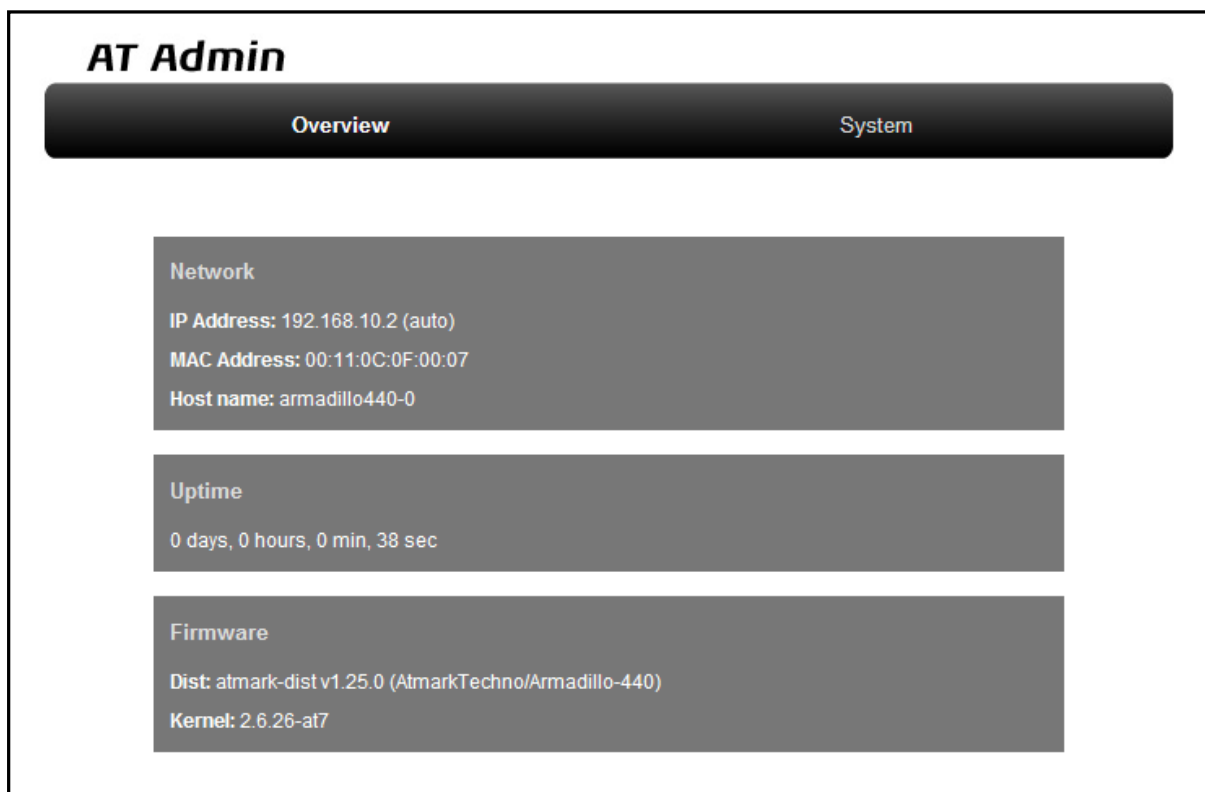 AT Admin
Overview System
Network
IP Address: 192.168.10.2 (auto)
MAC Address: 00:11:0C:0F:00:07
Host name: armadillo440-0
Uptime
0 days, 0 hours, 0 min, 38 sec
Firmware
Dist: atmark-dist v1.25.0 (AtmarkTechno/Armadillo-440)
Kernel: 2.6.26-at7